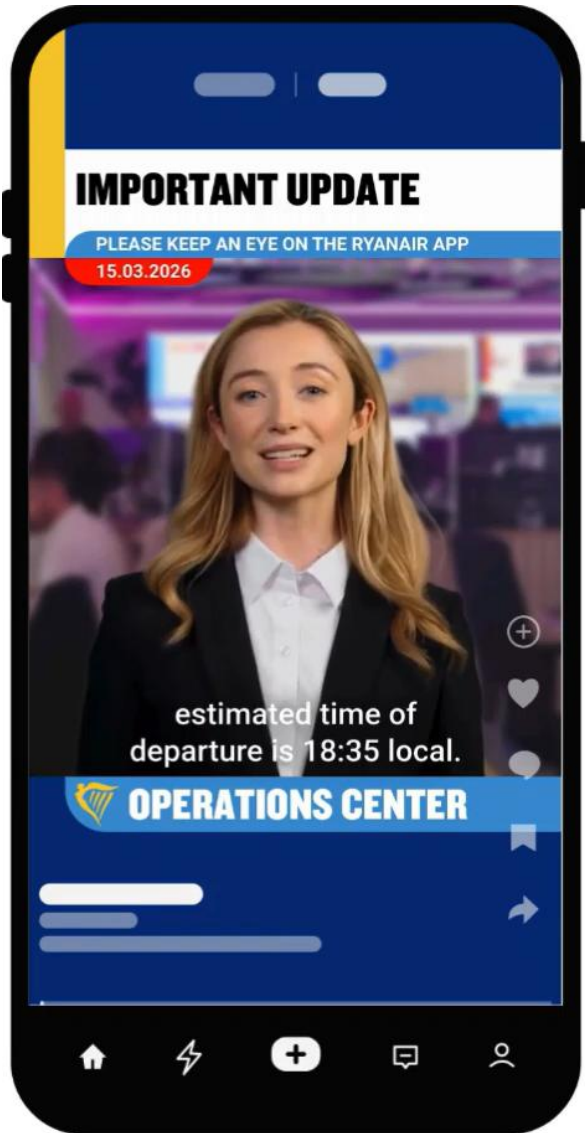 IMPORTANT UPDATE
PLEASE KEEP AN EYE ON THE RYANAIR APP
15.03.2026
estimated time of
departure is 18:35 local.
OPERATIONS CENTER